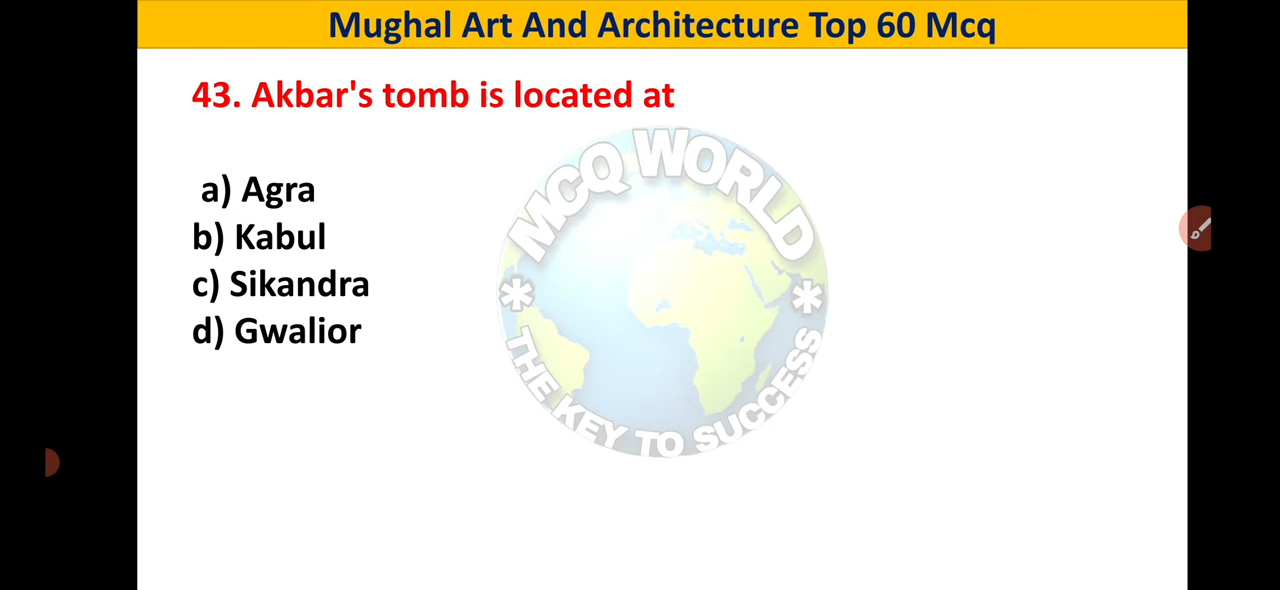 Mughal Art And Architecture Top 60 Mcq
43. Akbar's tomb is located at
a) Agra
b) Kabul
c) Sikandra
d) Gwalior
MCQ WORLD
* *
THE KEY TO SUCCESS